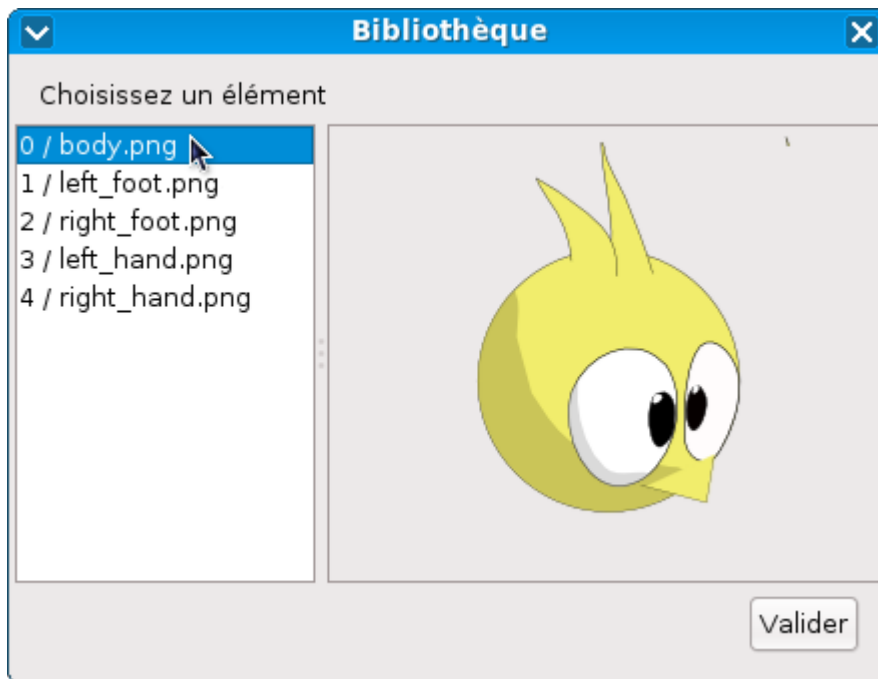 Bibliothèque
Choisissez un élément
0 / body.png
1 / left_foot.png
2 / right_foot.png
3 / left_hand.png
4 / right_hand.png
Valider